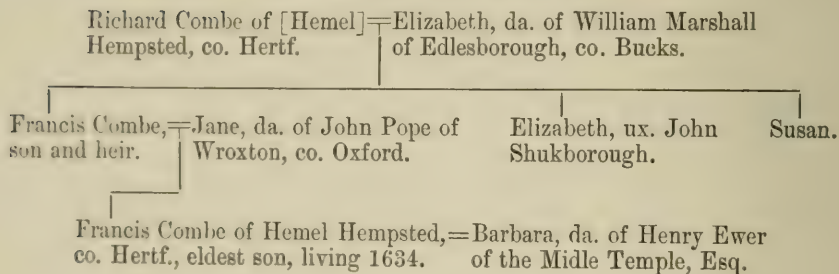 Richard Combe of [Hemel]=Elizabeth, da. of William Marshall
Hempsted, co. Hertf. of Edlesborough, co. Bucks.
Francis Combe,=Jane, da. of John Pope of Elizabeth, ux. John Susan.
son and heir. Wroxton, co. Oxford. Shukborough.
Francis Combe of Hemel Hempsted,=Barbara, da. of Henry Ewer
co. Hertf., eldest son, living 1634. of the Midle Temple, Esq.